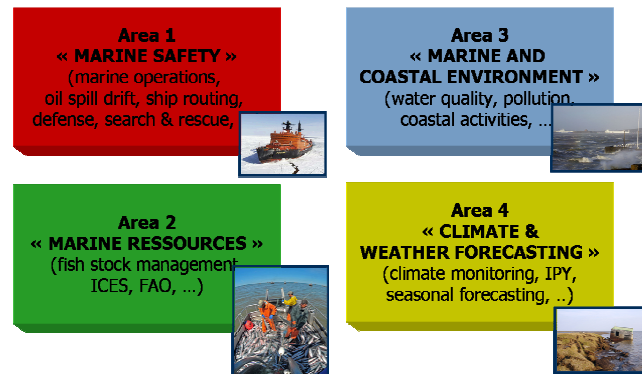 Area 1
« MARINE SAFETY »
(marine operations,
oil spill drift, ship routing,
defense, search & rescue,
Area 2
« MARINE RESSOURCES »
(fish stock management
ICES, FAO, ...)
Area 3
« MARINE AND
COASTAL ENVIRONMENT »
(water quality, pollution,
coastal activities, ...
Area 4
« CLIMATE &
WEATHER FORECASTING »
(climate monitoring, IPY,
seasonal forecasting, ..)